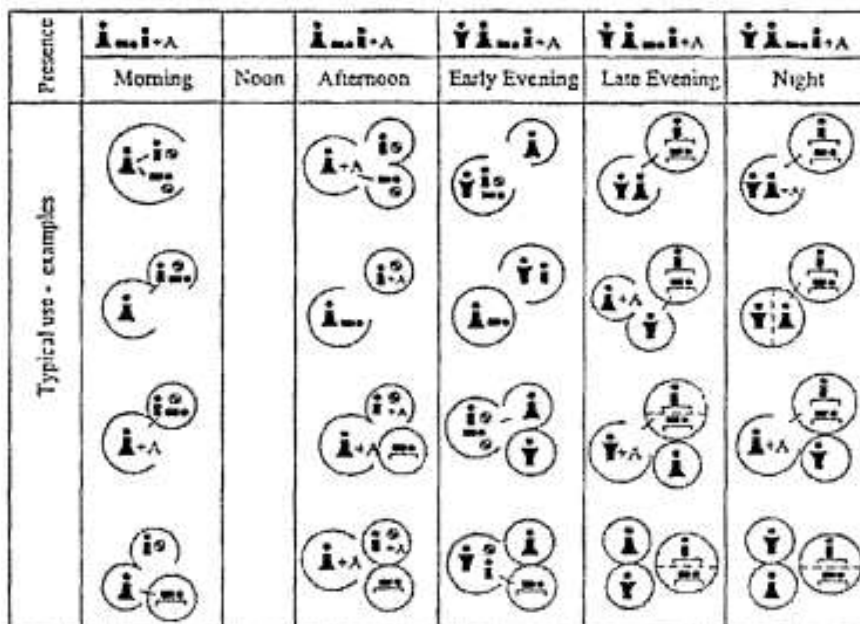 Presence
+A
+A
+A
+A
+A
Morning
Noon
Afternoon
Early Evening
Late Evening
Night
Typical use - examples
+A
+A
+A
+A
+A
+A
+A
+A
+A
+A
+A
+A
+A